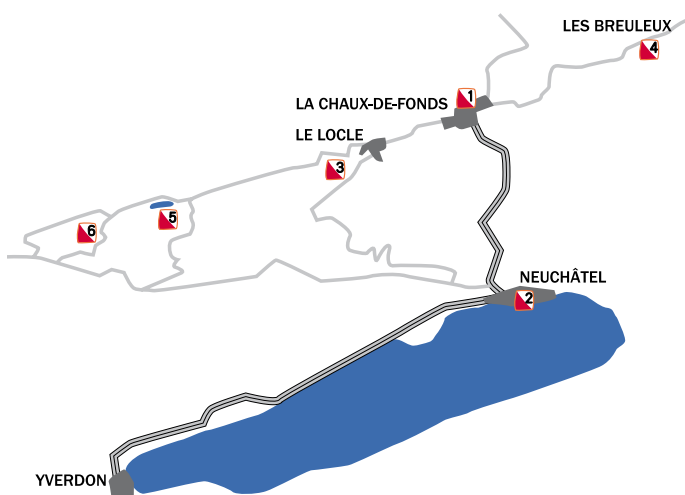 LES BREULEUX
4
1
LA CHAUX-DE-FONDS
LE LOCLE
3
5
6
NEUCHÂTEL
2
YVERDON